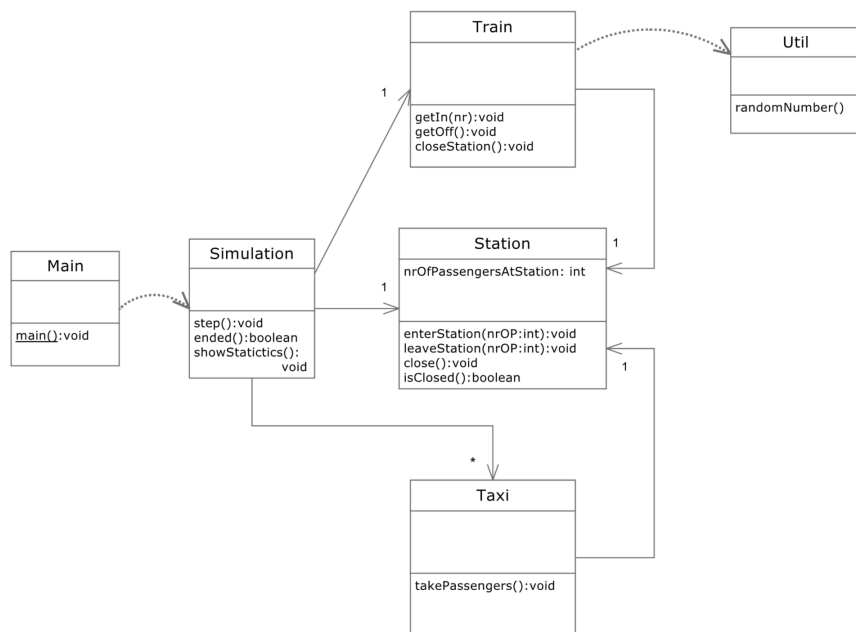 Train
1
getIn(nr):void
getOff():void
closeStation():void
Util
randomNumber()
Main
main():void
Simulation
step():void
ended():boolean
showStatictics():
void
1
Station
1
nrOfPassengersAtStation: int
enterStation(nrOP:int):void
leaveStation(nrOP:int):void
close():void
isClosed():boolean
1
*
Taxi
takePassengers():void